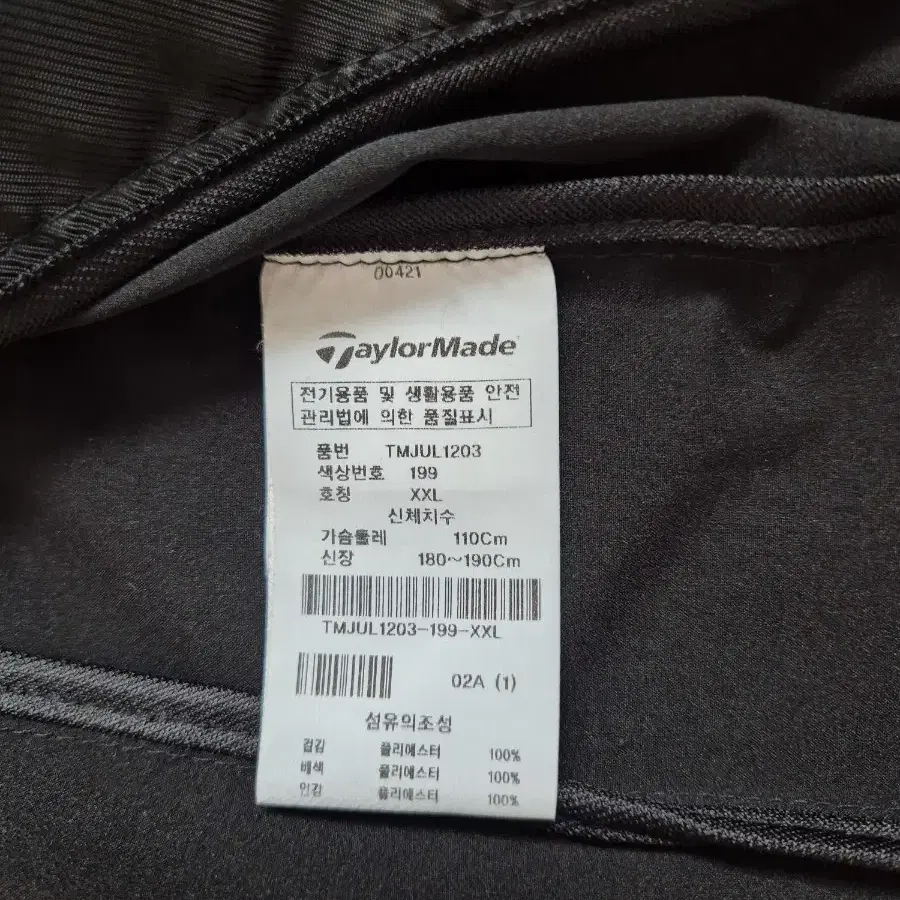 00421
TaylorMade
전기용품 및 생활용품 안전
관리법에 의한 품질표시
품번 TMJUL1203
색상번호 199
호칭 XXL
신체치수
가슴둘레 110Cm
신장 180~190Cm
TMJUL1203-199-XXL
02A (1)
섬유의조성
겉감 폴리에스터 100%
배색 폴리에스터 100%
안감 폴리에스터 100%